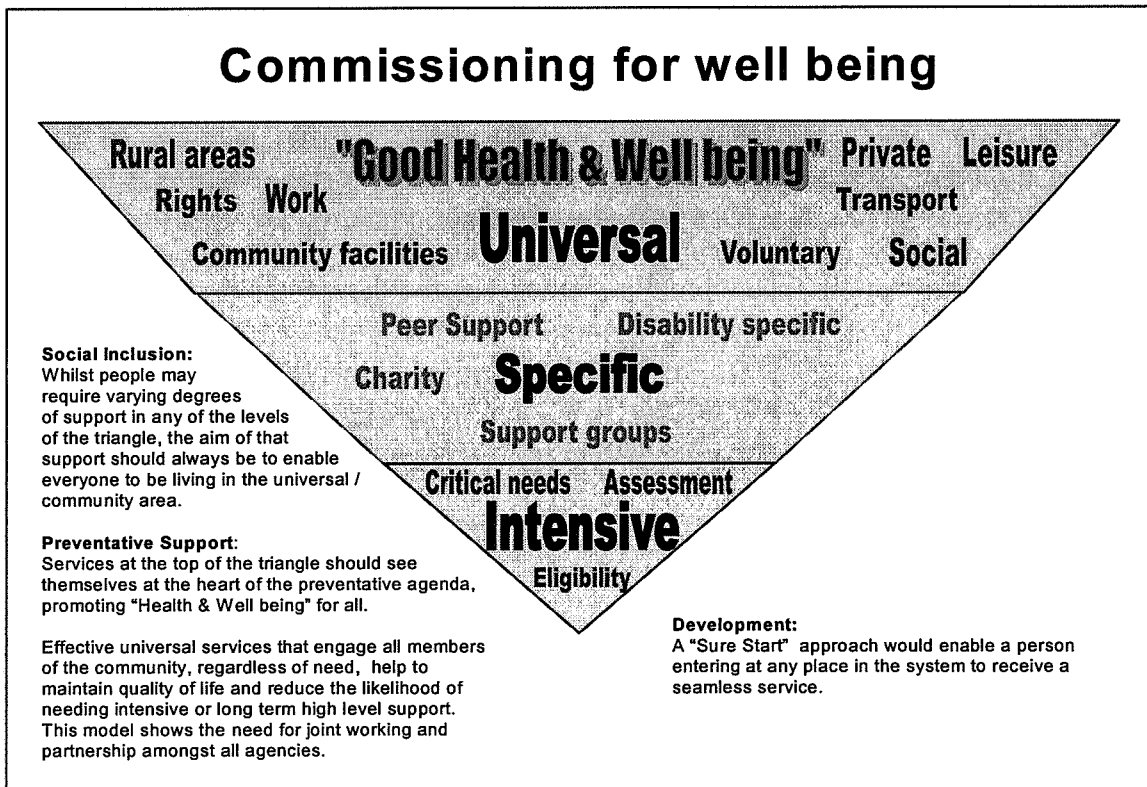 Commissioning for well being
Rural areas "Good Health & Well being" Private Leisure
Rights Work Transport
Community facilities Universal Voluntary Social
Peer Support Disability specific
Charity Specific
Support groups
Critical needs Assessment
Intensive
Eligibility
Social Inclusion:
Whilst people may
require varying degrees
of support in any of the levels
of the triangle, the aim of that
support should always be to enable
everyone to be living in the universal /
community area.
Preventative Support:
Services at the top of the triangle should see
themselves at the heart of the preventative agenda,
promoting "Health & Well being" for all.
Effective universal services that engage all members
of the community, regardless of need, help to
maintain quality of life and reduce the likelihood of
needing intensive or long term high level support.
This model shows the need for joint working and
partnership amongst all agencies.
Development:
A "Sure Start" approach would enable a person
entering at any place in the system to receive a
seamless service.